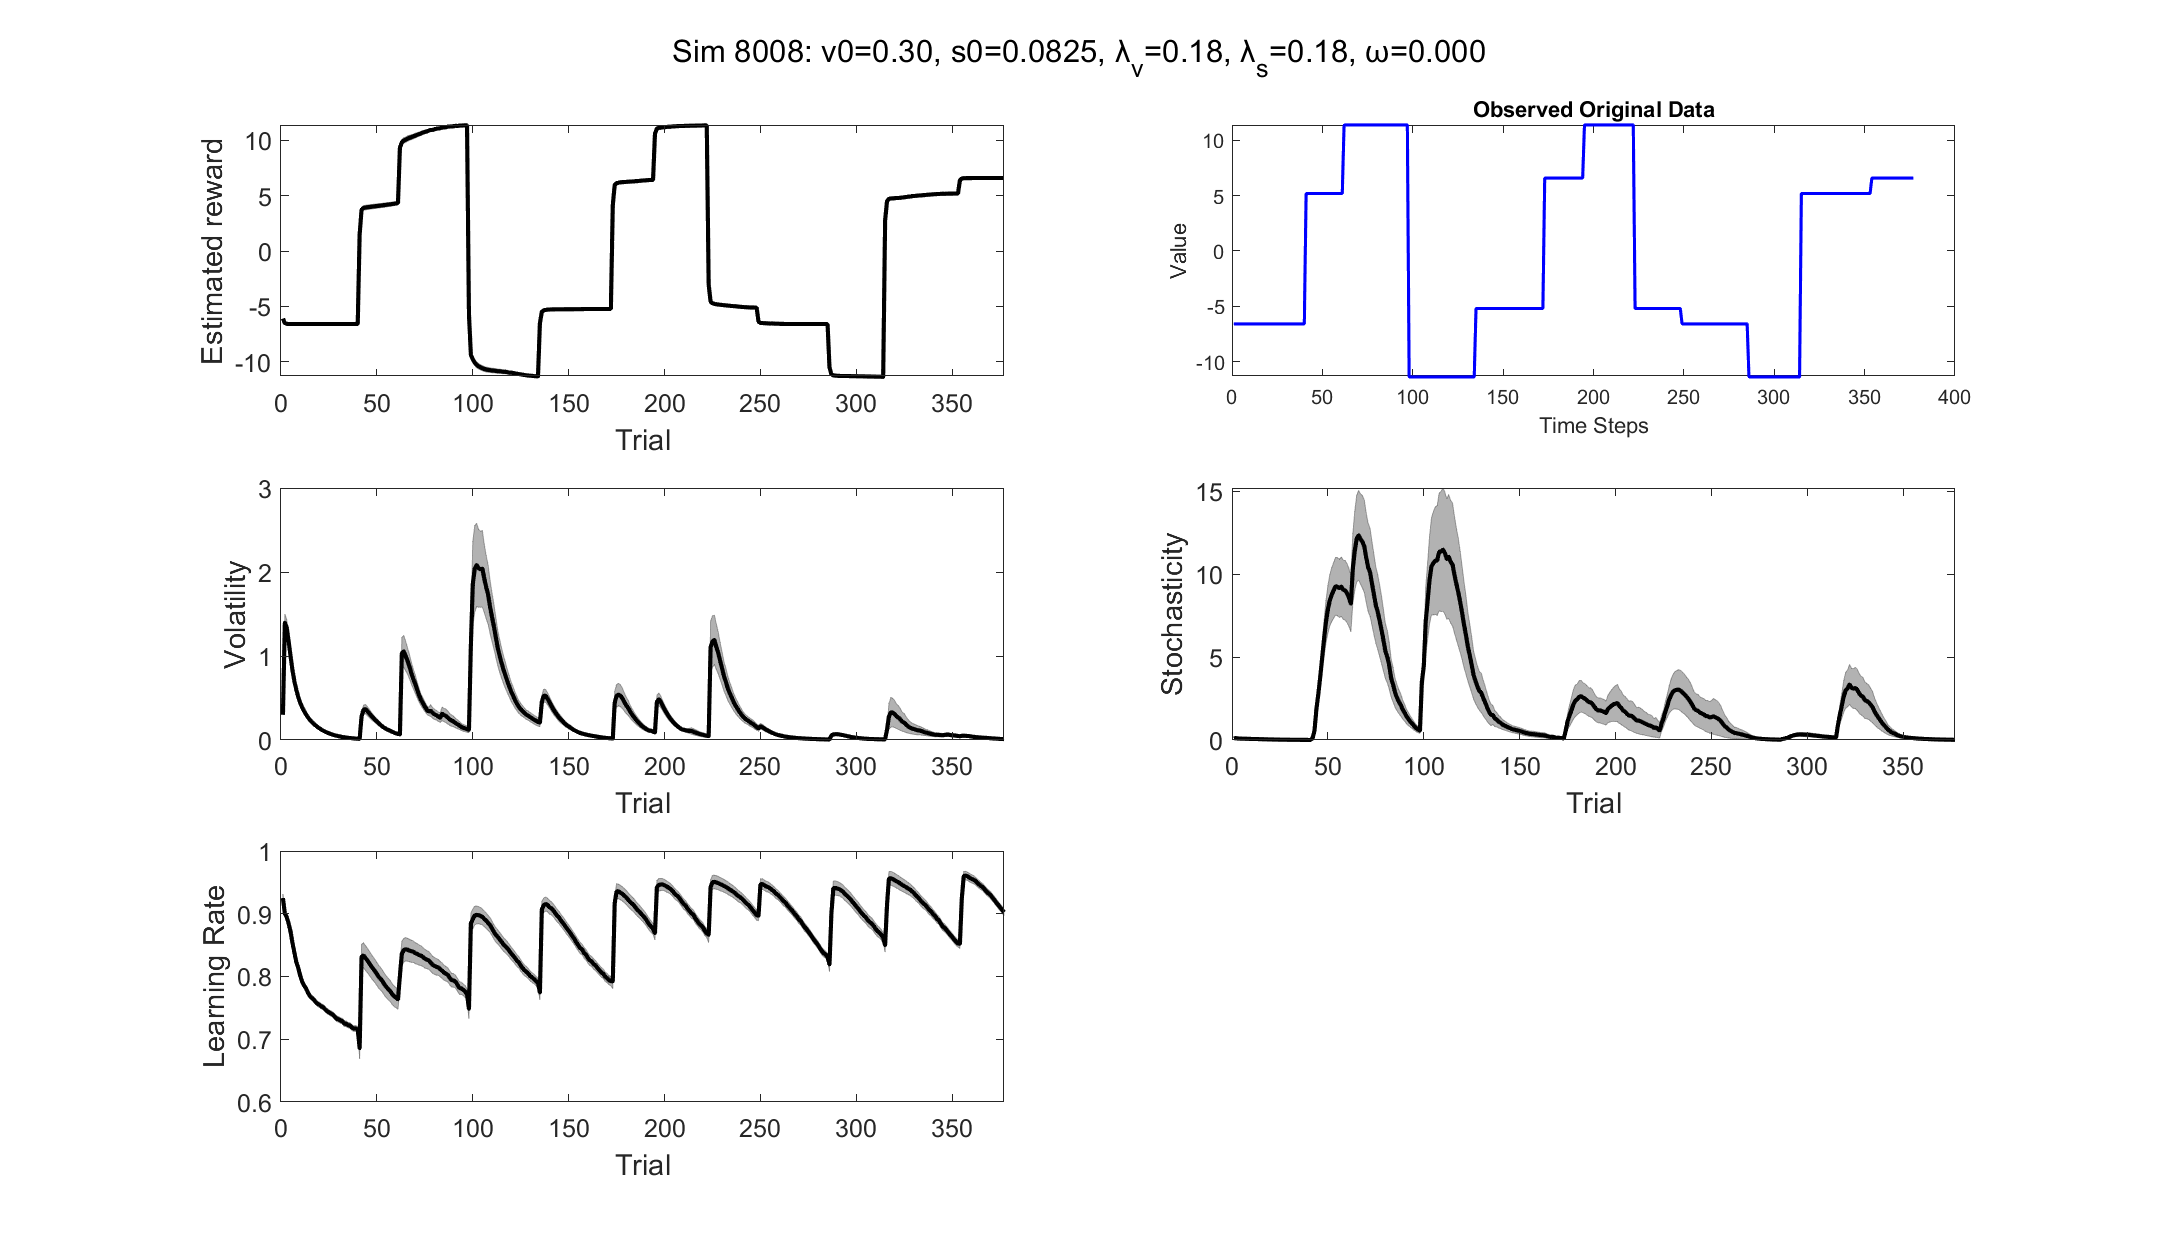 Sim 8008: v0=0.30, s0=0.0825, λ_v=0.18, λ_s=0.18, ω=0.000
Estimated reward
10
5
0
-5
-10
0 50 100 150 200 250 300 350
Trial
Observed Original Data
Value
10
5
0
-5
-10
0 50 100 150 200 250 300 350 400
Time Steps
Volatility
3
2
1
0
0 50 100 150 200 250 300 350
Trial
Stochasticity
15
10
5
0
0 50 100 150 200 250 300 350
Trial
Learning Rate
1
0.9
0.8
0.7
0.6
0 50 100 150 200 250 300 350
Trial